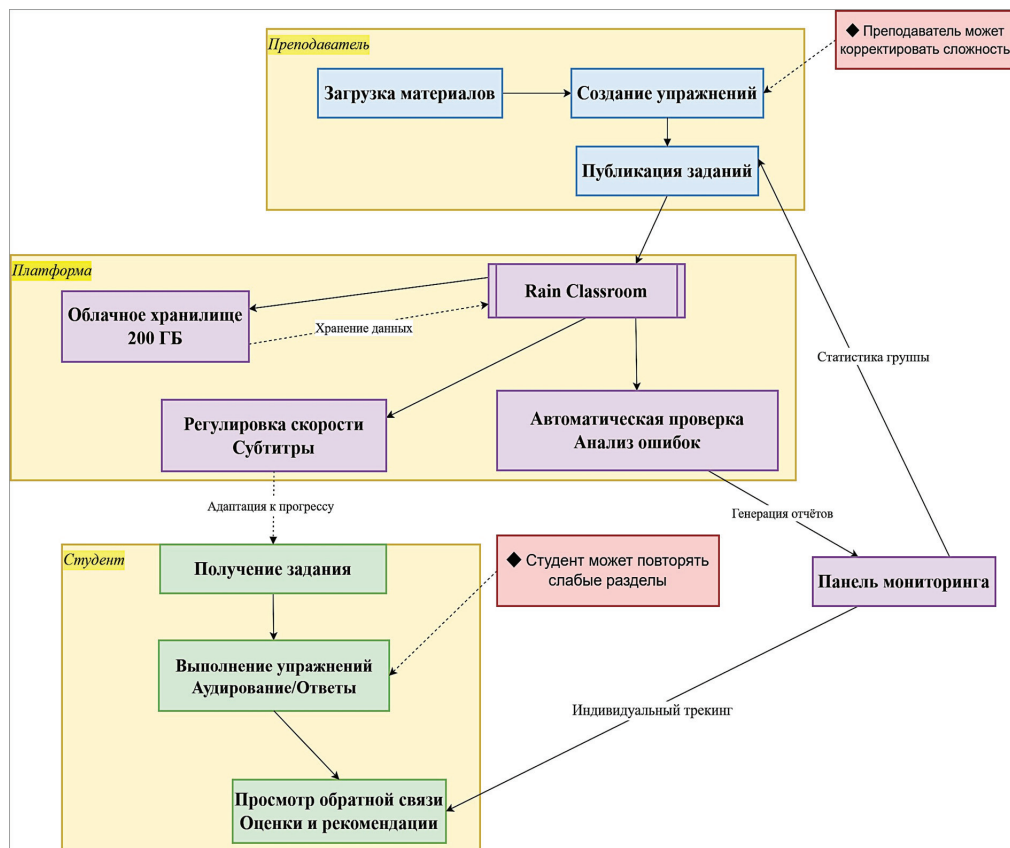 Преподаватель
◆ Преподаватель может
корректировать сложность
Загрузка материалов
Создание упражнений
Публикация заданий
Платформа
Rain Classroom
Облачное хранилище
200 ГБ
Хранение данных
Статистика группы
Регулировка скорости
Субтитры
Автоматическая проверка
Анализ ошибок
Адаптация к прогрессу
Генерация отчётов
Студент
Получение задания
◆ Студент может повторять
слабые разделы
Панель мониторинга
Выполнение упражнений
Аудирование/Ответы
Индивидуальный трекинг
Просмотр обратной связи
Оценки и рекомендации